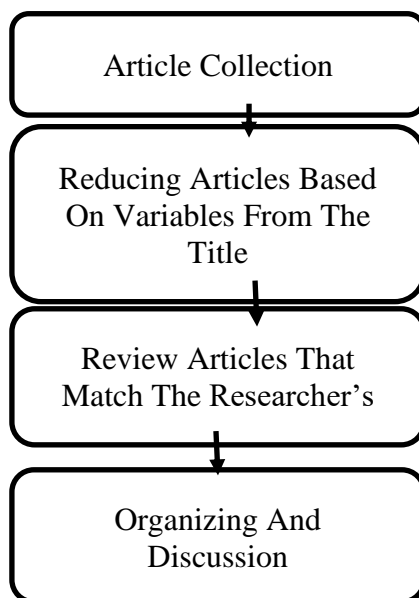 Article Collection
Reducing Articles Based
On Variables From The
Title
Review Articles That
Match The Researcher's
Organizing And
Discussion